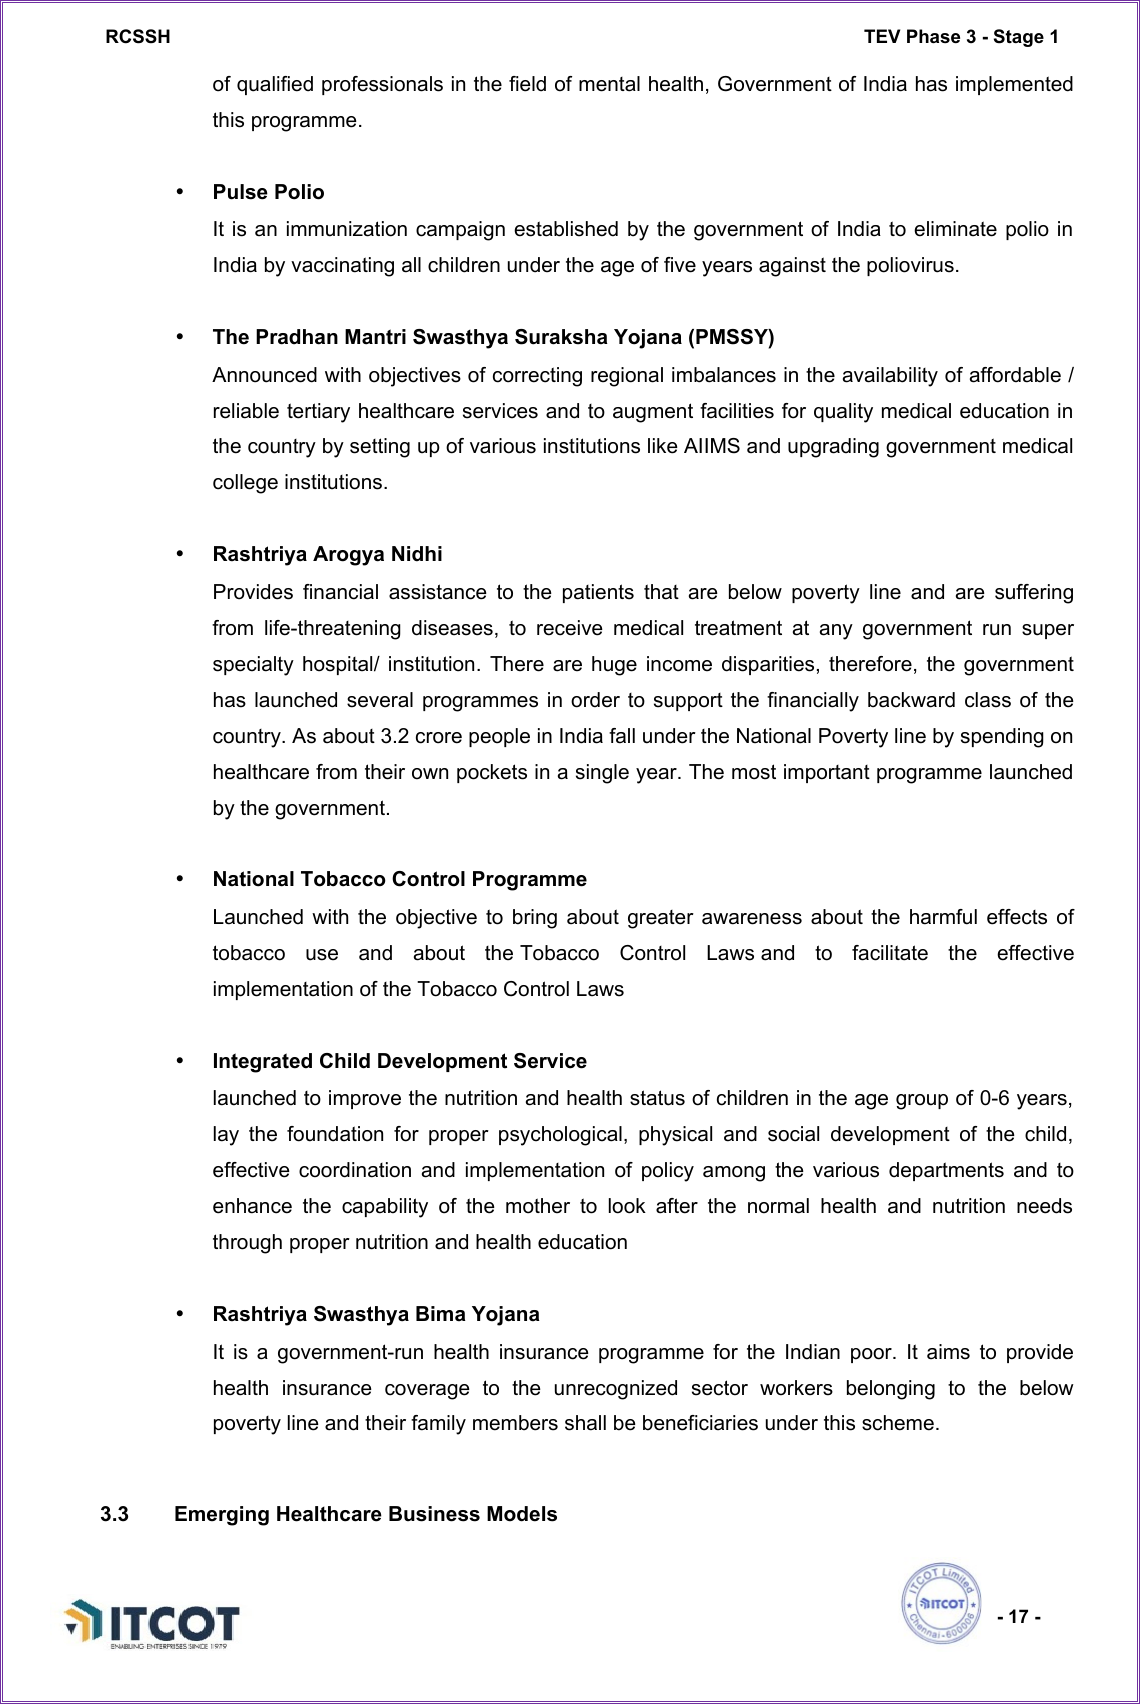 RCSSH TEV Phase 3 - Stage 1
of qualified professionals in the field of mental health, Government of India has implemented
this programme.
• Pulse Polio
It is an immunization campaign established by the government of India to eliminate polio in
India by vaccinating all children under the age of five years against the poliovirus.
• The Pradhan Mantri Swasthya Suraksha Yojana (PMSSY)
Announced with objectives of correcting regional imbalances in the availability of affordable /
reliable tertiary healthcare services and to augment facilities for quality medical education in
the country by setting up of various institutions like AIIMS and upgrading government medical
college institutions.
• Rashtriya Arogya Nidhi
Provides financial assistance to the patients that are below poverty line and are suffering
from life-threatening diseases, to receive medical treatment at any government run super
specialty hospital/ institution. There are huge income disparities, therefore, the government
has launched several programmes in order to support the financially backward class of the
country. As about 3.2 crore people in India fall under the National Poverty line by spending on
healthcare from their own pockets in a single year. The most important programme launched
by the government.
• National Tobacco Control Programme
Launched with the objective to bring about greater awareness about the harmful effects of
tobacco use and about the Tobacco Control Laws and to facilitate the effective
implementation of the Tobacco Control Laws
• Integrated Child Development Service
launched to improve the nutrition and health status of children in the age group of 0-6 years,
lay the foundation for proper psychological, physical and social development of the child,
effective coordination and implementation of policy among the various departments and to
enhance the capability of the mother to look after the normal health and nutrition needs
through proper nutrition and health education
• Rashtriya Swasthya Bima Yojana
It is a government-run health insurance programme for the Indian poor. It aims to provide
health insurance coverage to the unrecognized sector workers belonging to the below
poverty line and their family members shall be beneficiaries under this scheme.
3.3 Emerging Healthcare Business Models
ITCOT
ENABLING ENTERPRISES SINCE 1979
ITCOT Limited
ITCOT
Chennai-600006
- 17 -